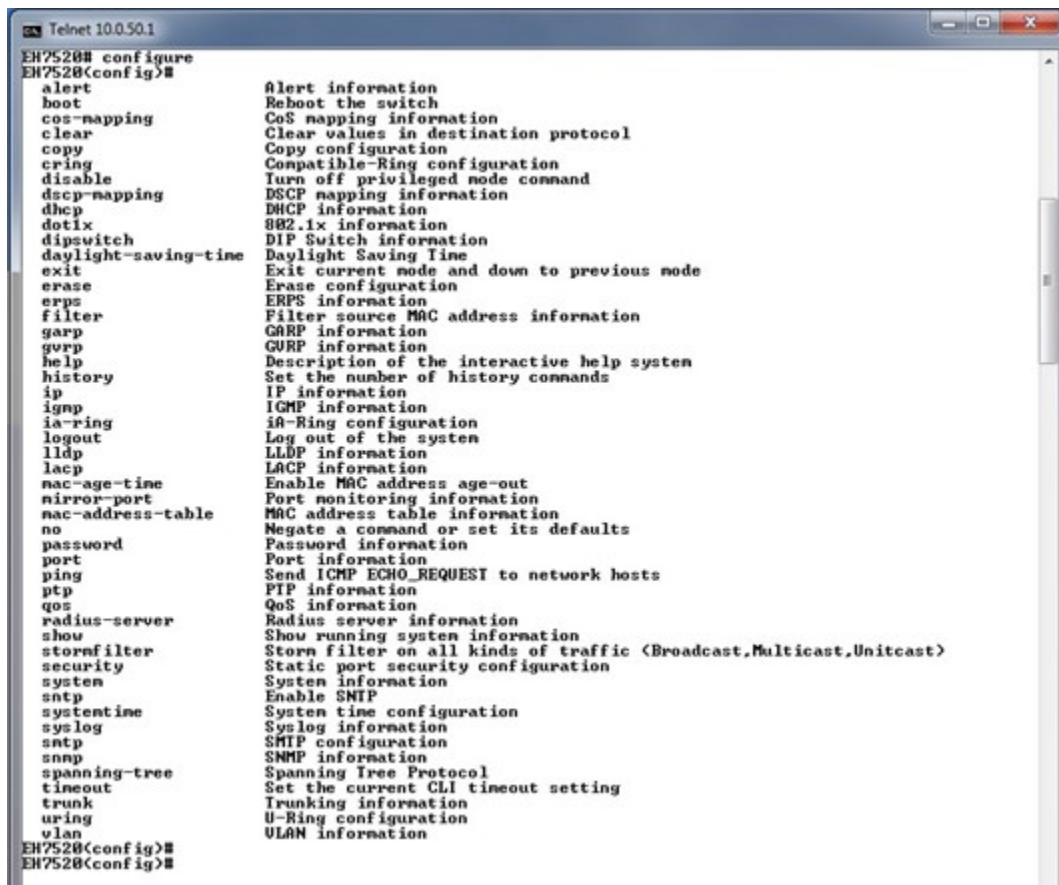 Telnet 10.0.50.1
EH7520# configure
EH7520(config)#
alert Alert information
boot Reboot the switch
cos-mapping CoS mapping information
clear Clear values in destination protocol
copy Copy configuration
cring Compatible-Ring configuration
disable Turn off privileged mode command
dscp-mapping DSCP mapping information
dhcp DHCP information
dot1x 802.1x information
dipswitch DIP Switch information
daylight-saving-time Daylight Saving Time
exit Exit current mode and down to previous mode
erase Erase configuration
erps ERPS information
filter Filter source MAC address information
garp GARP information
gvrp GVRP information
help Description of the interactive help system
history Set the number of history commands
ip IP information
igmp IGMP information
ia-ring iA-Ring configuration
logout Log out of the system
lldp LLDP information
lacp LACP information
mac-age-time Enable MAC address age-out
mirror-port Port monitoring information
mac-address-table MAC address table information
no Negate a command or set its defaults
password Password information
port Port information
ping Send ICMP ECHO_REQUEST to network hosts
ptp PTP information
qos QoS information
radius-server Radius server information
show Show running system information
stormfilter Storm filter on all kinds of traffic (Broadcast,Multicast,Unitcast)
security Static port security configuration
system System information
sntp Enable SNTP
systemtime System time configuration
syslog Syslog information
smtp SMTP configuration
snmp SNMP information
spanning-tree Spanning Tree Protocol
timeout Set the current CLI timeout setting
trunk Trunking information
uring U-Ring configuration
vlan VLAN information
EH7520(config)#
EH7520(config)#